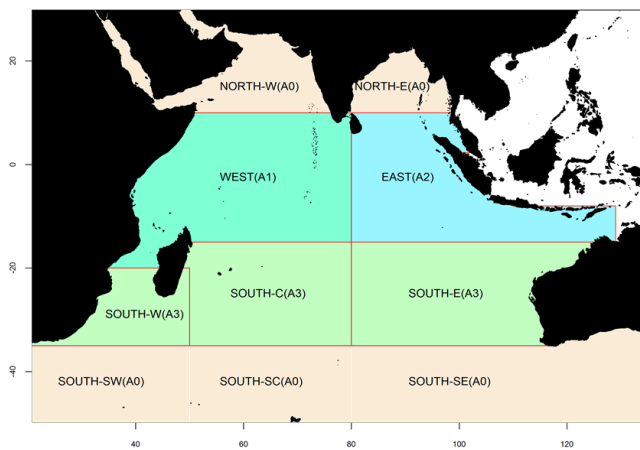 NORTH-W(A0) NORTH-E(A0)
WEST(A1) EAST(A2)
SOUTH-C(A3) SOUTH-E(A3)
SOUTH-W(A3)
SOUTH-SW(A0) SOUTH-SC(A0) SOUTH-SE(A0)
20
0
-20
-40
40 60 80 100 120